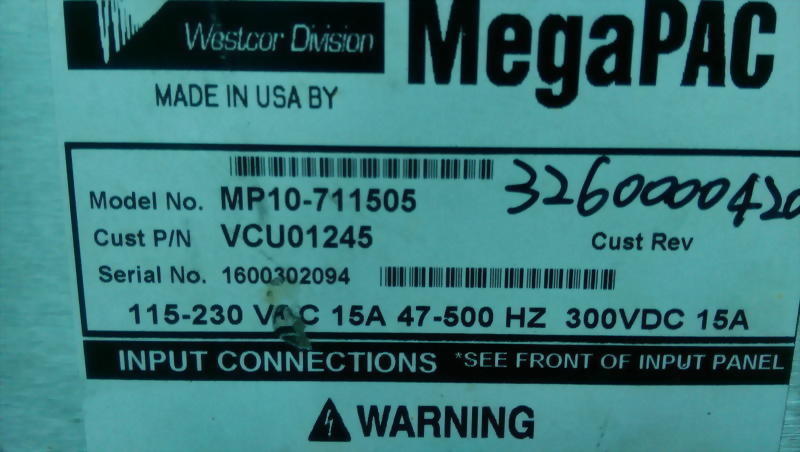 Westcor Division
MegaPAC
MADE IN USA BY
Model No. MP10-711505
3260000420
Cust P/N VCU01245
Cust Rev
Serial No. 1600302094
115-230 VAC 15A 47-500 HZ 300VDC 15A
INPUT CONNECTIONS *SEE FRONT OF INPUT PANEL
WARNING